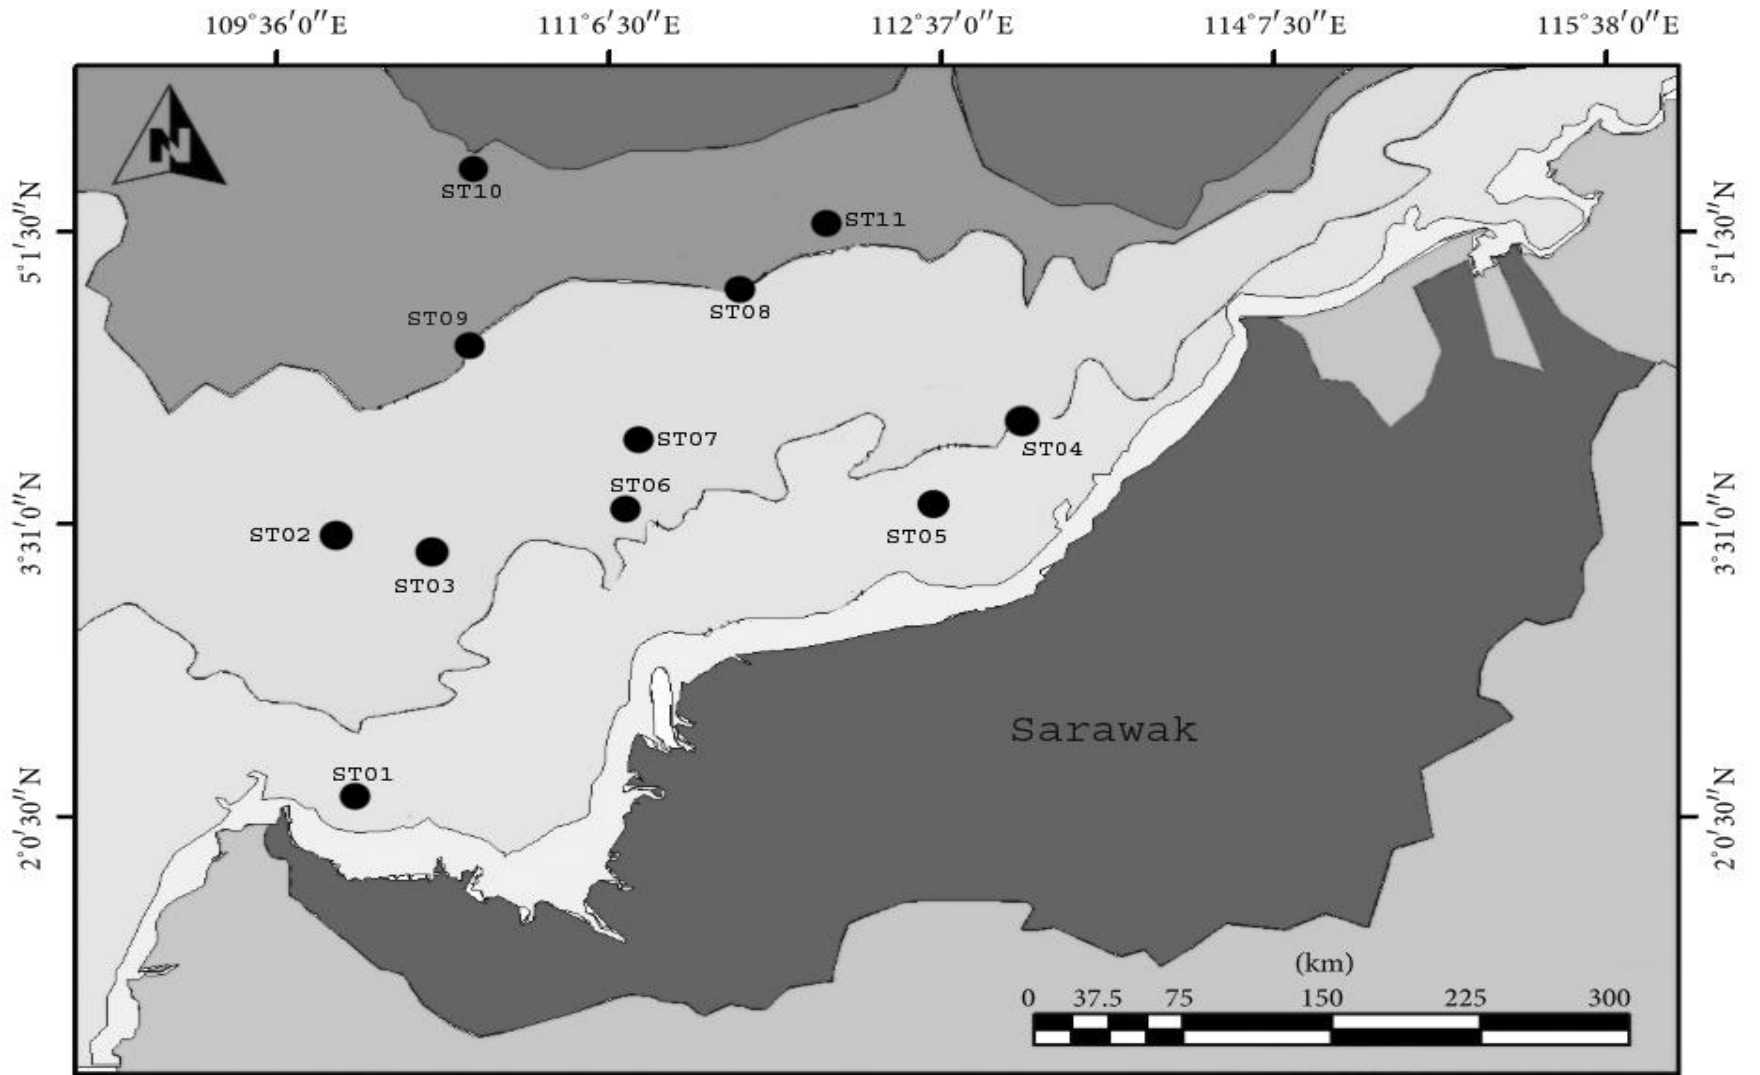 109°36′0″E 111°6′30″E 112°37′0″E 114°7′30″E 115°38′0″E
N
ST10
ST11
5°1′30″N 5°1′30″N
ST08
ST09
ST07
ST04
ST06
3°31′0″N 3°31′0″N
ST02
ST05
ST03
Sarawak
ST01
2°0′30″N 2°0′30″N
(km)
0 37.5 75 150 225 300